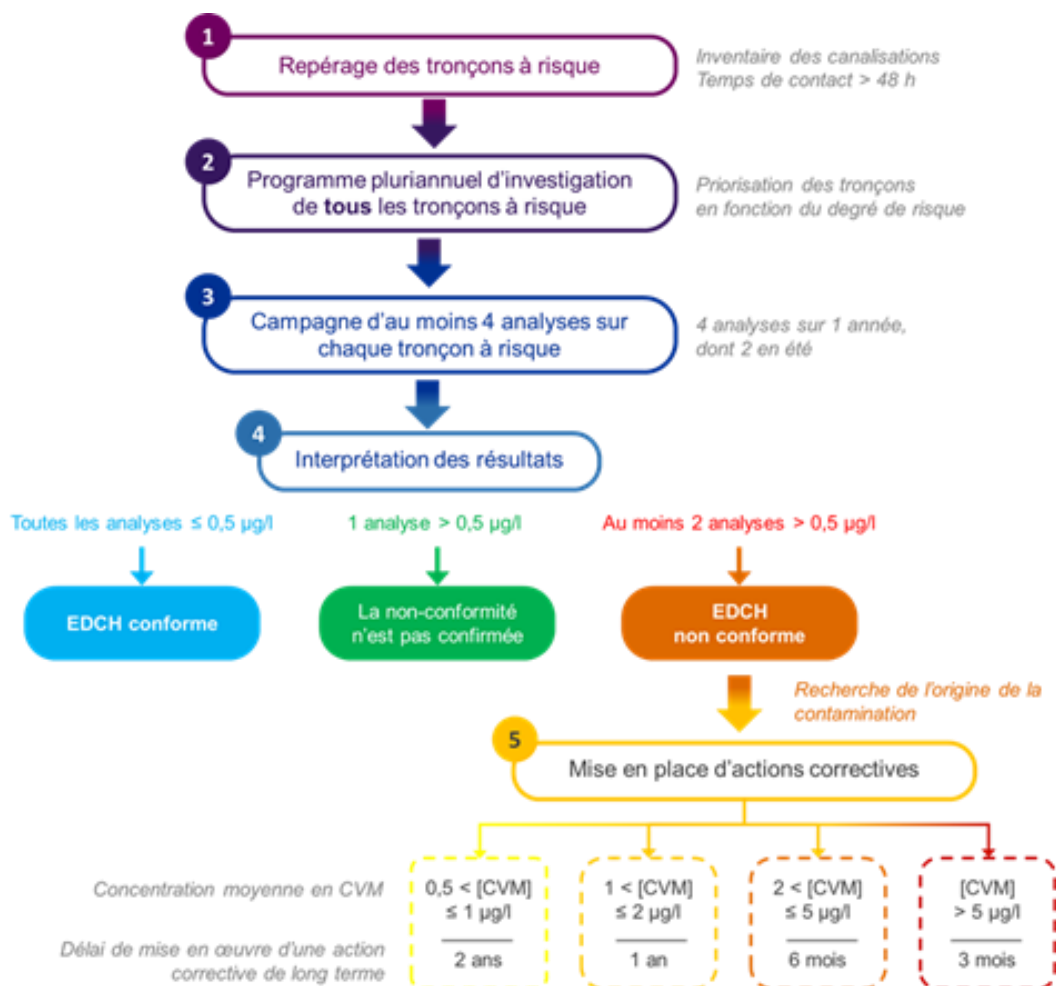 1
Repérage des tronçons à risque
Inventaire des canalisations
Temps de contact > 48 h
2
Programme pluriannuel d'investigation
de tous les tronçons à risque
Priorisation des tronçons
en fonction du degré de risque
3
Campagne d'au moins 4 analyses sur
chaque tronçon à risque
4 analyses sur 1 année,
dont 2 en été
4
Interprétation des résultats
Toutes les analyses ≤ 0,5 µg/l
1 analyse > 0,5 µg/l
Au moins 2 analyses > 0,5 µg/l
EDCH conforme
La non-conformité
n'est pas confirmée
EDCH
non conforme
Recherche de l'origine de la
contamination
5
Mise en place d'actions correctives
Concentration moyenne en CVM
0,5 < [CVM]
≤ 1 µg/l
1 < [CVM]
≤ 2 µg/l
2 < [CVM]
≤ 5 µg/l
[CVM]
> 5 µg/l
Délai de mise en œuvre d'une action
corrective de long terme
2 ans
1 an
6 mois
3 mois